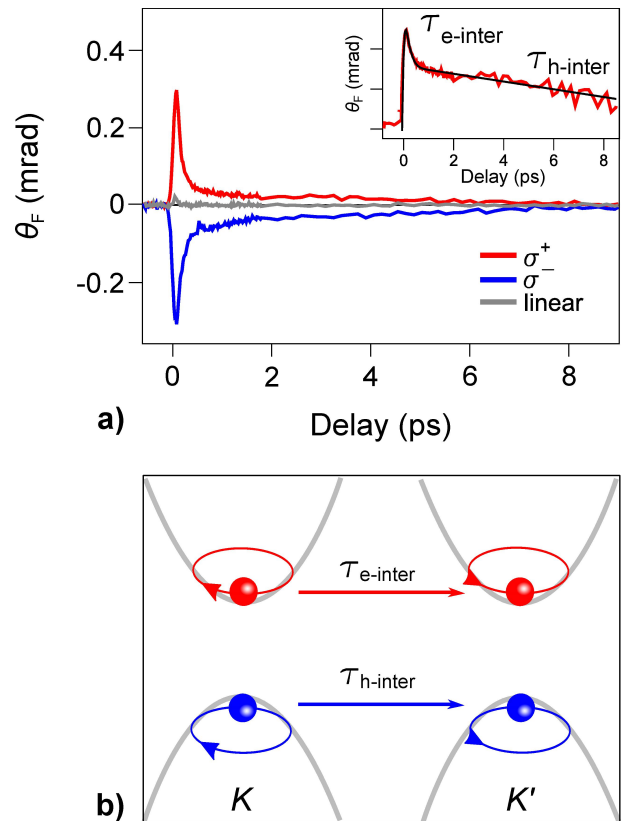 0.4
0.2
0
-0.2
θF (mrad)
τe-inter
τh-inter
θF (mrad)
0 2 4 6 8
Delay (ps)
σ+
σ−
linear
0 2 4 6 8
a) Delay (ps)
τe-inter
τh-inter
b) K K'